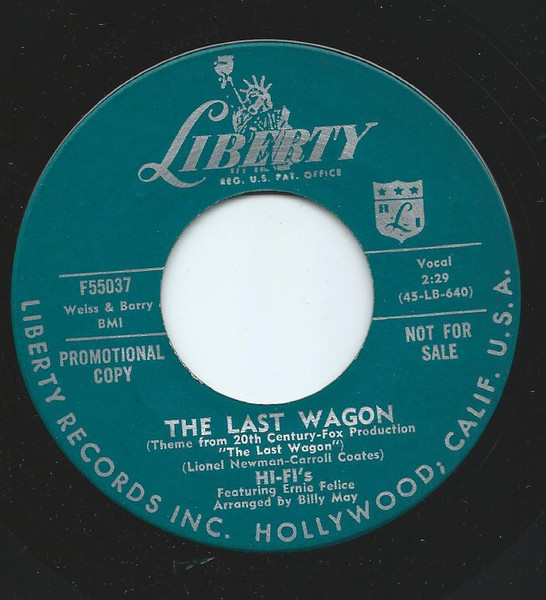 LIBERTY
REG. U.S. PAT. OFFICE
R L I
F55037
Weiss & Barry
BMI
PROMOTIONAL
COPY
Vocal
2:29
(45-LB-640)
NOT FOR
SALE
THE LAST WAGON
(Theme from 20th Century-Fox Production
"The Last Wagon")
(Lionel Newman-Carroll Coates)
HI-FI's
Featuring Ernie Felice
Arranged by Billy May
LIBERTY RECORDS INC. HOLLYWOOD, CALIF. U.S.A.